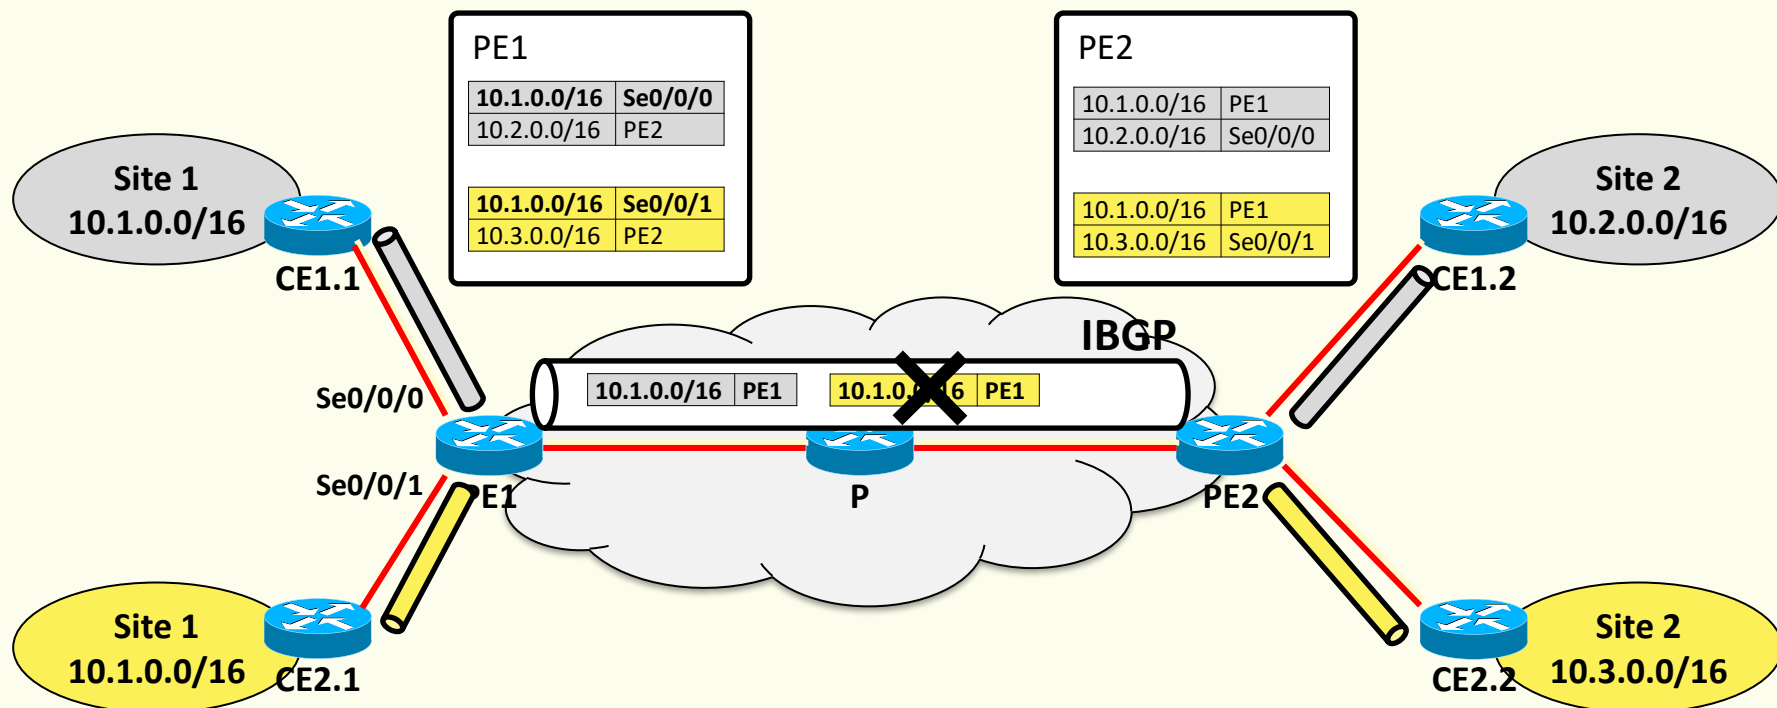 PE1
10.1.0.0/16 Se0/0/0
10.2.0.0/16 PE2
10.1.0.0/16 Se0/0/1
10.3.0.0/16 PE2
PE2
10.1.0.0/16 PE1
10.2.0.0/16 Se0/0/0
10.1.0.0/16 PE1
10.3.0.0/16 Se0/0/1
Site 1
10.1.0.0/16
CE1.1
Site 2
10.2.0.0/16
CE1.2
IBGP
10.1.0.0/16 PE1
10.1.0.0/16 PE1
Se0/0/0
Se0/0/1
PE1
P
PE2
Site 1
10.1.0.0/16
CE2.1
Site 2
10.3.0.0/16
CE2.2